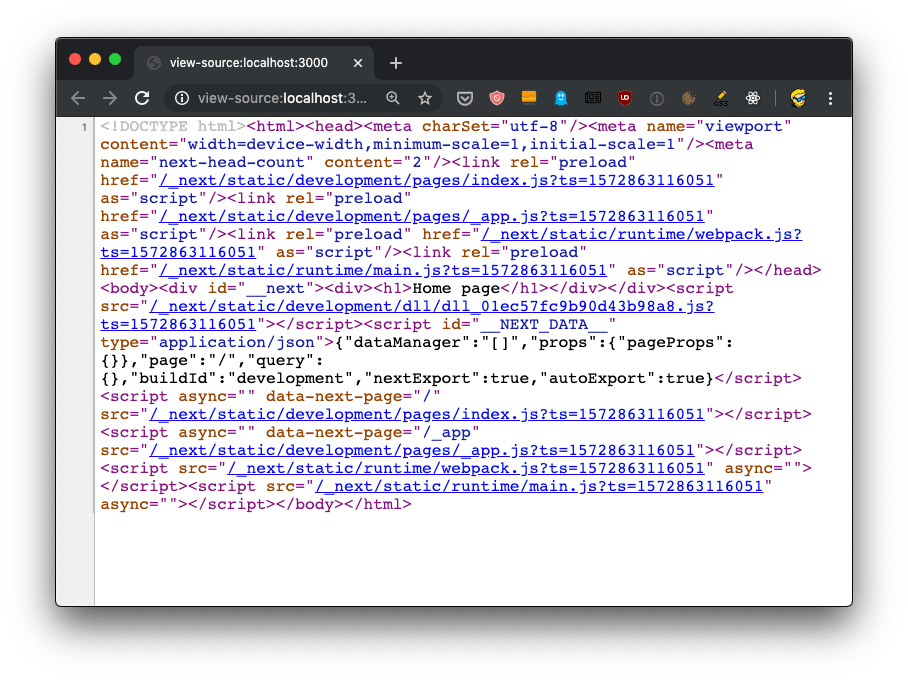 view-source:localhost:3000
view-source:localhost:3...
1
<!DOCTYPE html><html><head><meta charSet="utf-8"/><meta name="viewport"
content="width=device-width,minimum-scale=1,initial-scale=1"/><meta
name="next-head-count" content="2"/><link rel="preload"
href="/_next/static/development/pages/index.js?ts=1572863116051"
as="script"/><link rel="preload"
href="/_next/static/development/pages/_app.js?ts=1572863116051"
as="script"/><link rel="preload" href="/_next/static/runtime/webpack.js?
ts=1572863116051" as="script"/><link rel="preload"
href="/_next/static/runtime/main.js?ts=1572863116051" as="script"/></head>
<body><div id="__next"><div><h1>Home page</h1></div></div><script
src="/_next/static/development/dll/dll_01ec57fc9b90d43b98a8.js?
ts=1572863116051"></script><script id="__NEXT_DATA__"
type="application/json">{"dataManager":"[]","props":{"pageProps":
{}},"page":"/","query":
{},"buildId":"development","nextExport":true,"autoExport":true}</script>
<script async="" data-next-page="/"
src="/_next/static/development/pages/index.js?ts=1572863116051"></script>
<script async="" data-next-page="/_app"
src="/_next/static/development/pages/_app.js?ts=1572863116051"></script>
<script src="/_next/static/runtime/webpack.js?ts=1572863116051" async="">
</script><script src="/_next/static/runtime/main.js?ts=1572863116051"
async=""></script></body></html>